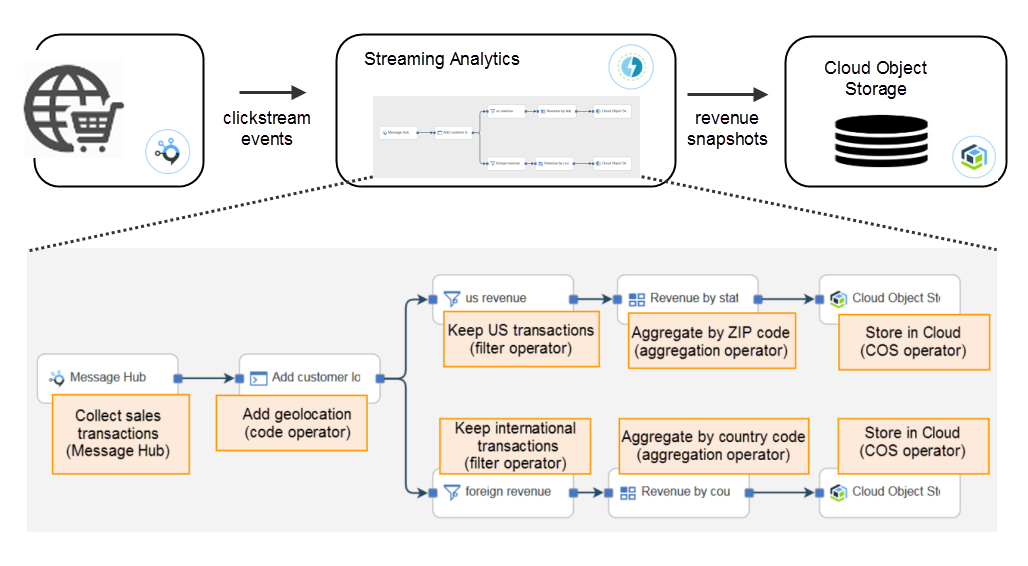 Streaming Analytics
Cloud Object
Storage
clickstream
events
revenue
snapshots
Message hub
Add customer lo
us revenue
Revenue by stat
Cloud Object St
foreign revenue
Revenue by cou
Cloud Object St
us revenue
Revenue by stat
Cloud Object St
Keep US transactions
(filter operator)
Aggregate by ZIP code
(aggregation operator)
Store in Cloud
(COS operator)
Message Hub
Add customer lo
Collect sales
transactions
(Message Hub)
Add geolocation
(code operator)
Keep international
transactions
(filter operator)
Aggregate by country code
(aggregation operator)
Store in Cloud
(COS operator)
foreign revenue
Revenue by cou
Cloud Object St